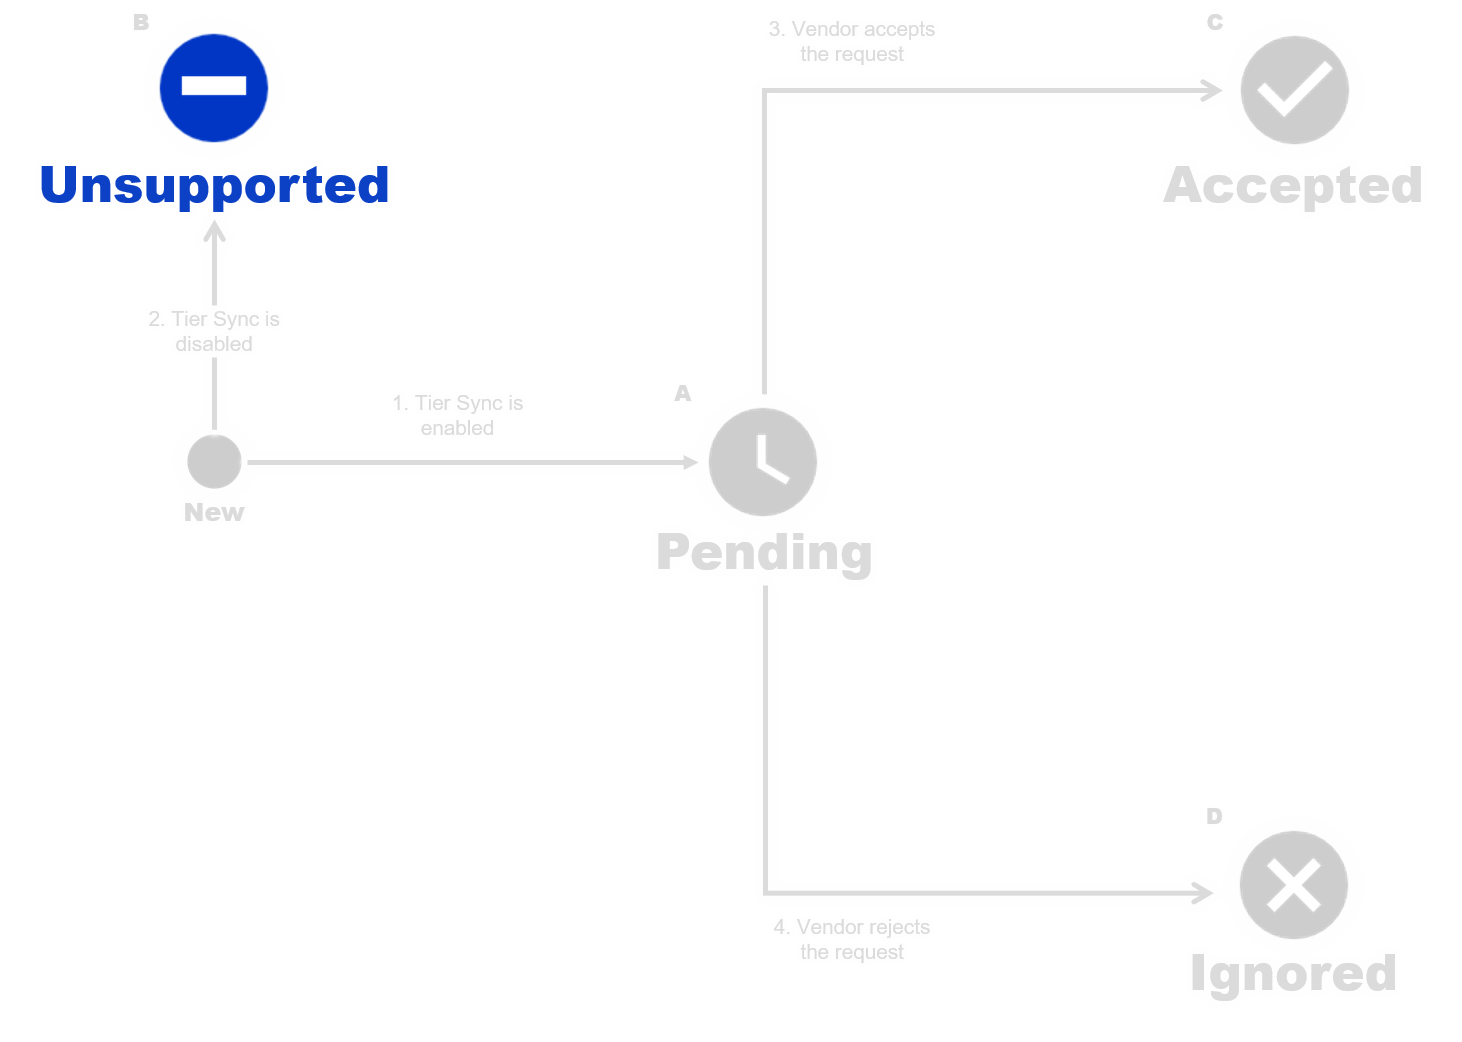 B
Unsupported
2. Tier Sync is
disabled
New
1. Tier Sync is
enabled
A
Pending
3. Vendor accepts
the request
C
Accepted
4. Vendor rejects
the request
D
Ignored